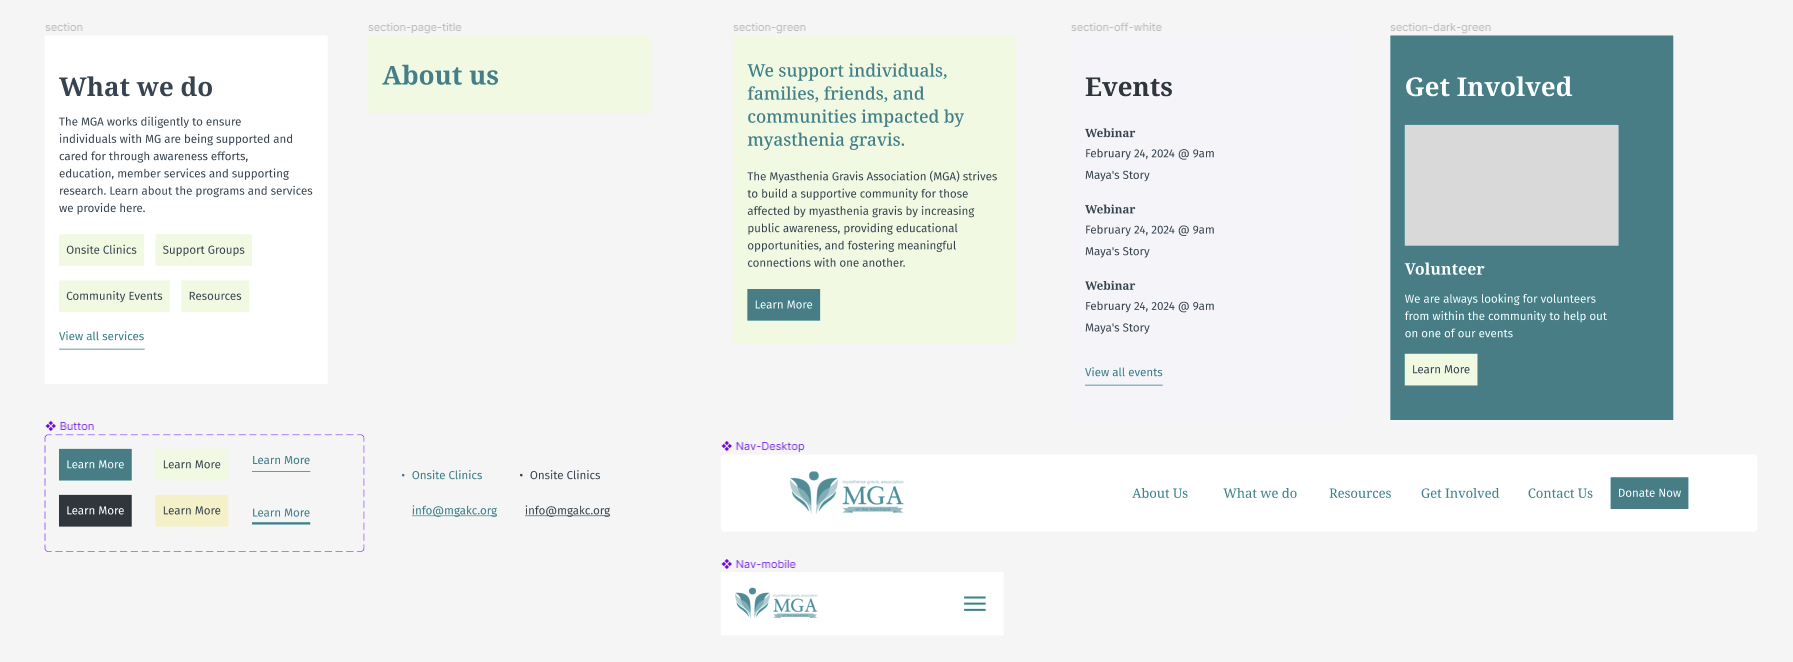 section
What we do
The MGA works diligently to ensure
individuals with MG are being supported and
cared for through awareness efforts,
education, member services and supporting
research. Learn about the programs and services
we provide here.
Onsite Clinics
Support Groups
Community Events
Resources
View all services
section-page-title
About us
section-green
We support individuals,
families, friends, and
communities impacted by
myasthenia gravis.
The Myasthenia Gravis Association (MGA) strives
to build a supportive community for those
affected by myasthenia gravis by increasing
public awareness, providing educational
opportunities, and fostering meaningful
connections with one another.
Learn More
section-off-white
Events
Webinar
February 24, 2024 @ 9am
Maya's Story
Webinar
February 24, 2024 @ 9am
Maya's Story
Webinar
February 24, 2024 @ 9am
Maya's Story
View all events
section-dark-green
Get Involved
Volunteer
We are always looking for volunteers
from within the community to help out
on one of our events
Learn More
Button
Learn More
Learn More
Learn More
Learn More
Learn More
Learn More
• Onsite Clinics
• Onsite Clinics
info@mgakc.org
info@mgakc.org
Nav-Desktop
MGA
About Us
What we do
Resources
Get Involved
Contact Us
Donate Now
Nav-mobile
MGA